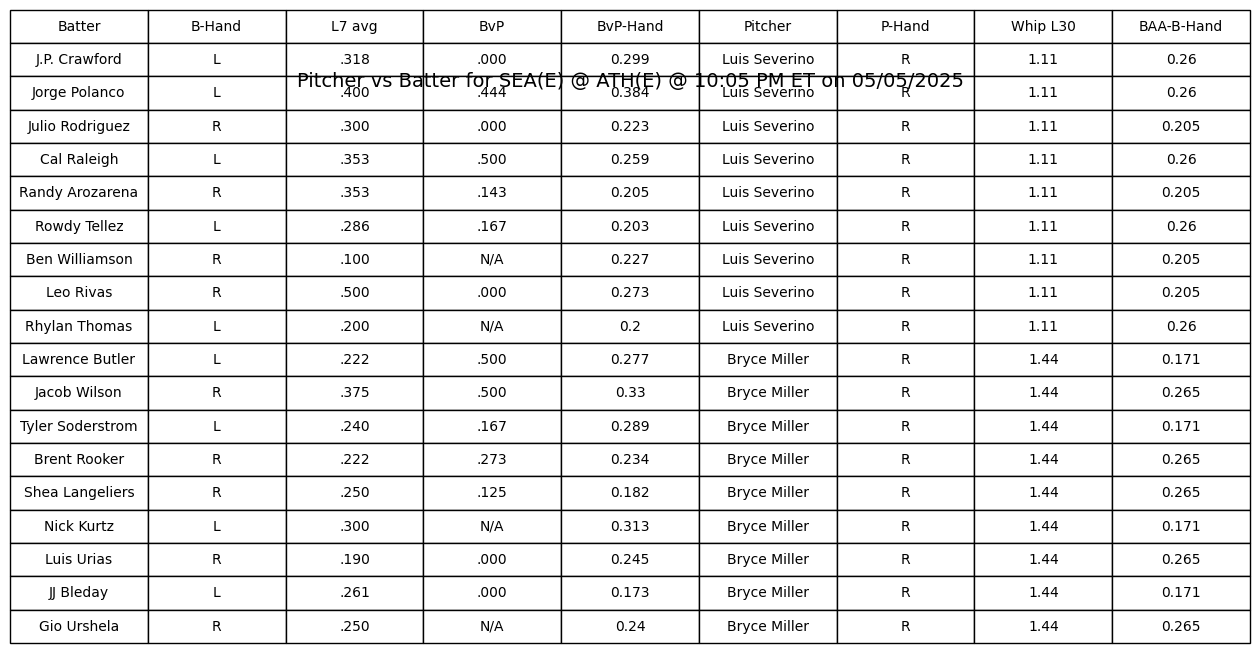 Batter B-Hand L7 avg BvP BvP-Hand Pitcher P-Hand Whip L30 BAA-B-Hand
J.P. Crawford L .318 .000 0.299 Luis Severino R 1.11 0.26
Pitcher vs Batter for SEA(E) @ ATH(E) @ 10:05 PM ET on 05/05/2025
Jorge Polanco L .400 .444 0.384 Luis Severino R 1.11 0.26
Julio Rodriguez R .300 .000 0.223 Luis Severino R 1.11 0.205
Cal Raleigh L .353 .500 0.259 Luis Severino R 1.11 0.26
Randy Arozarena R .353 .143 0.205 Luis Severino R 1.11 0.205
Rowdy Tellez L .286 .167 0.203 Luis Severino R 1.11 0.26
Ben Williamson R .100 N/A 0.227 Luis Severino R 1.11 0.205
Leo Rivas R .500 .000 0.273 Luis Severino R 1.11 0.205
Rhylan Thomas L .200 N/A 0.2 Luis Severino R 1.11 0.26
Lawrence Butler L .222 .500 0.277 Bryce Miller R 1.44 0.171
Jacob Wilson R .375 .500 0.33 Bryce Miller R 1.44 0.265
Tyler Soderstrom L .240 .167 0.289 Bryce Miller R 1.44 0.171
Brent Rooker R .222 .273 0.234 Bryce Miller R 1.44 0.265
Shea Langeliers R .250 .125 0.182 Bryce Miller R 1.44 0.265
Nick Kurtz L .300 N/A 0.313 Bryce Miller R 1.44 0.171
Luis Urias R .190 .000 0.245 Bryce Miller R 1.44 0.265
JJ Bleday L .261 .000 0.173 Bryce Miller R 1.44 0.171
Gio Urshela R .250 N/A 0.24 Bryce Miller R 1.44 0.265